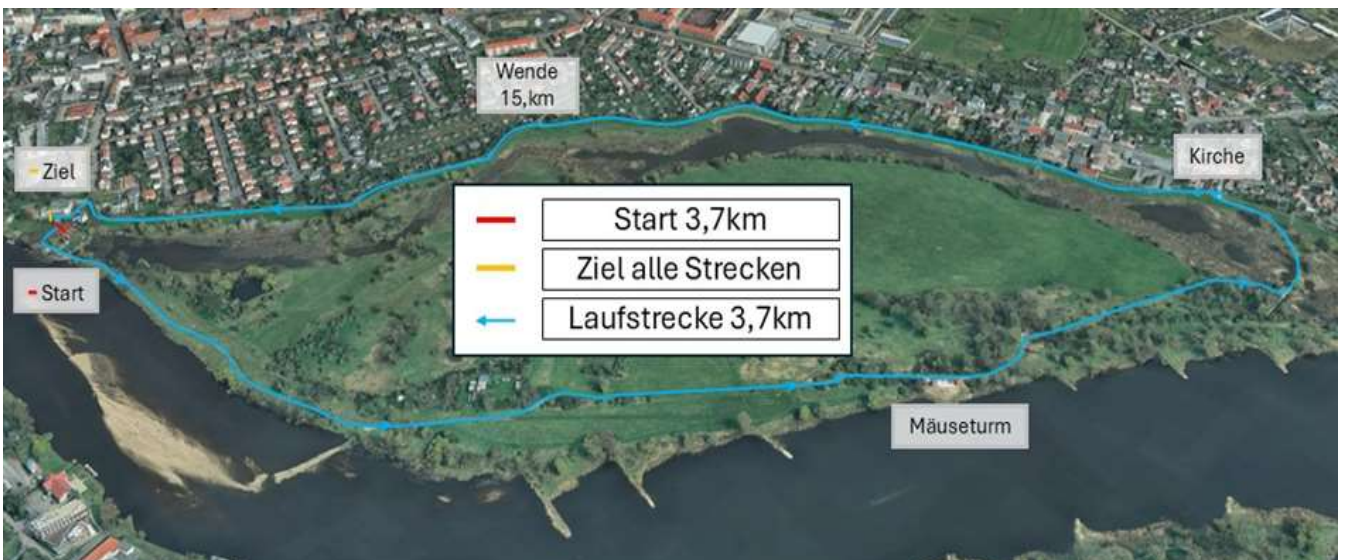 Wende
15,km
Kirche
Ziel
Start 3,7km
Ziel alle Strecken
Start
Laufstrecke 3,7km
Mäuseturm